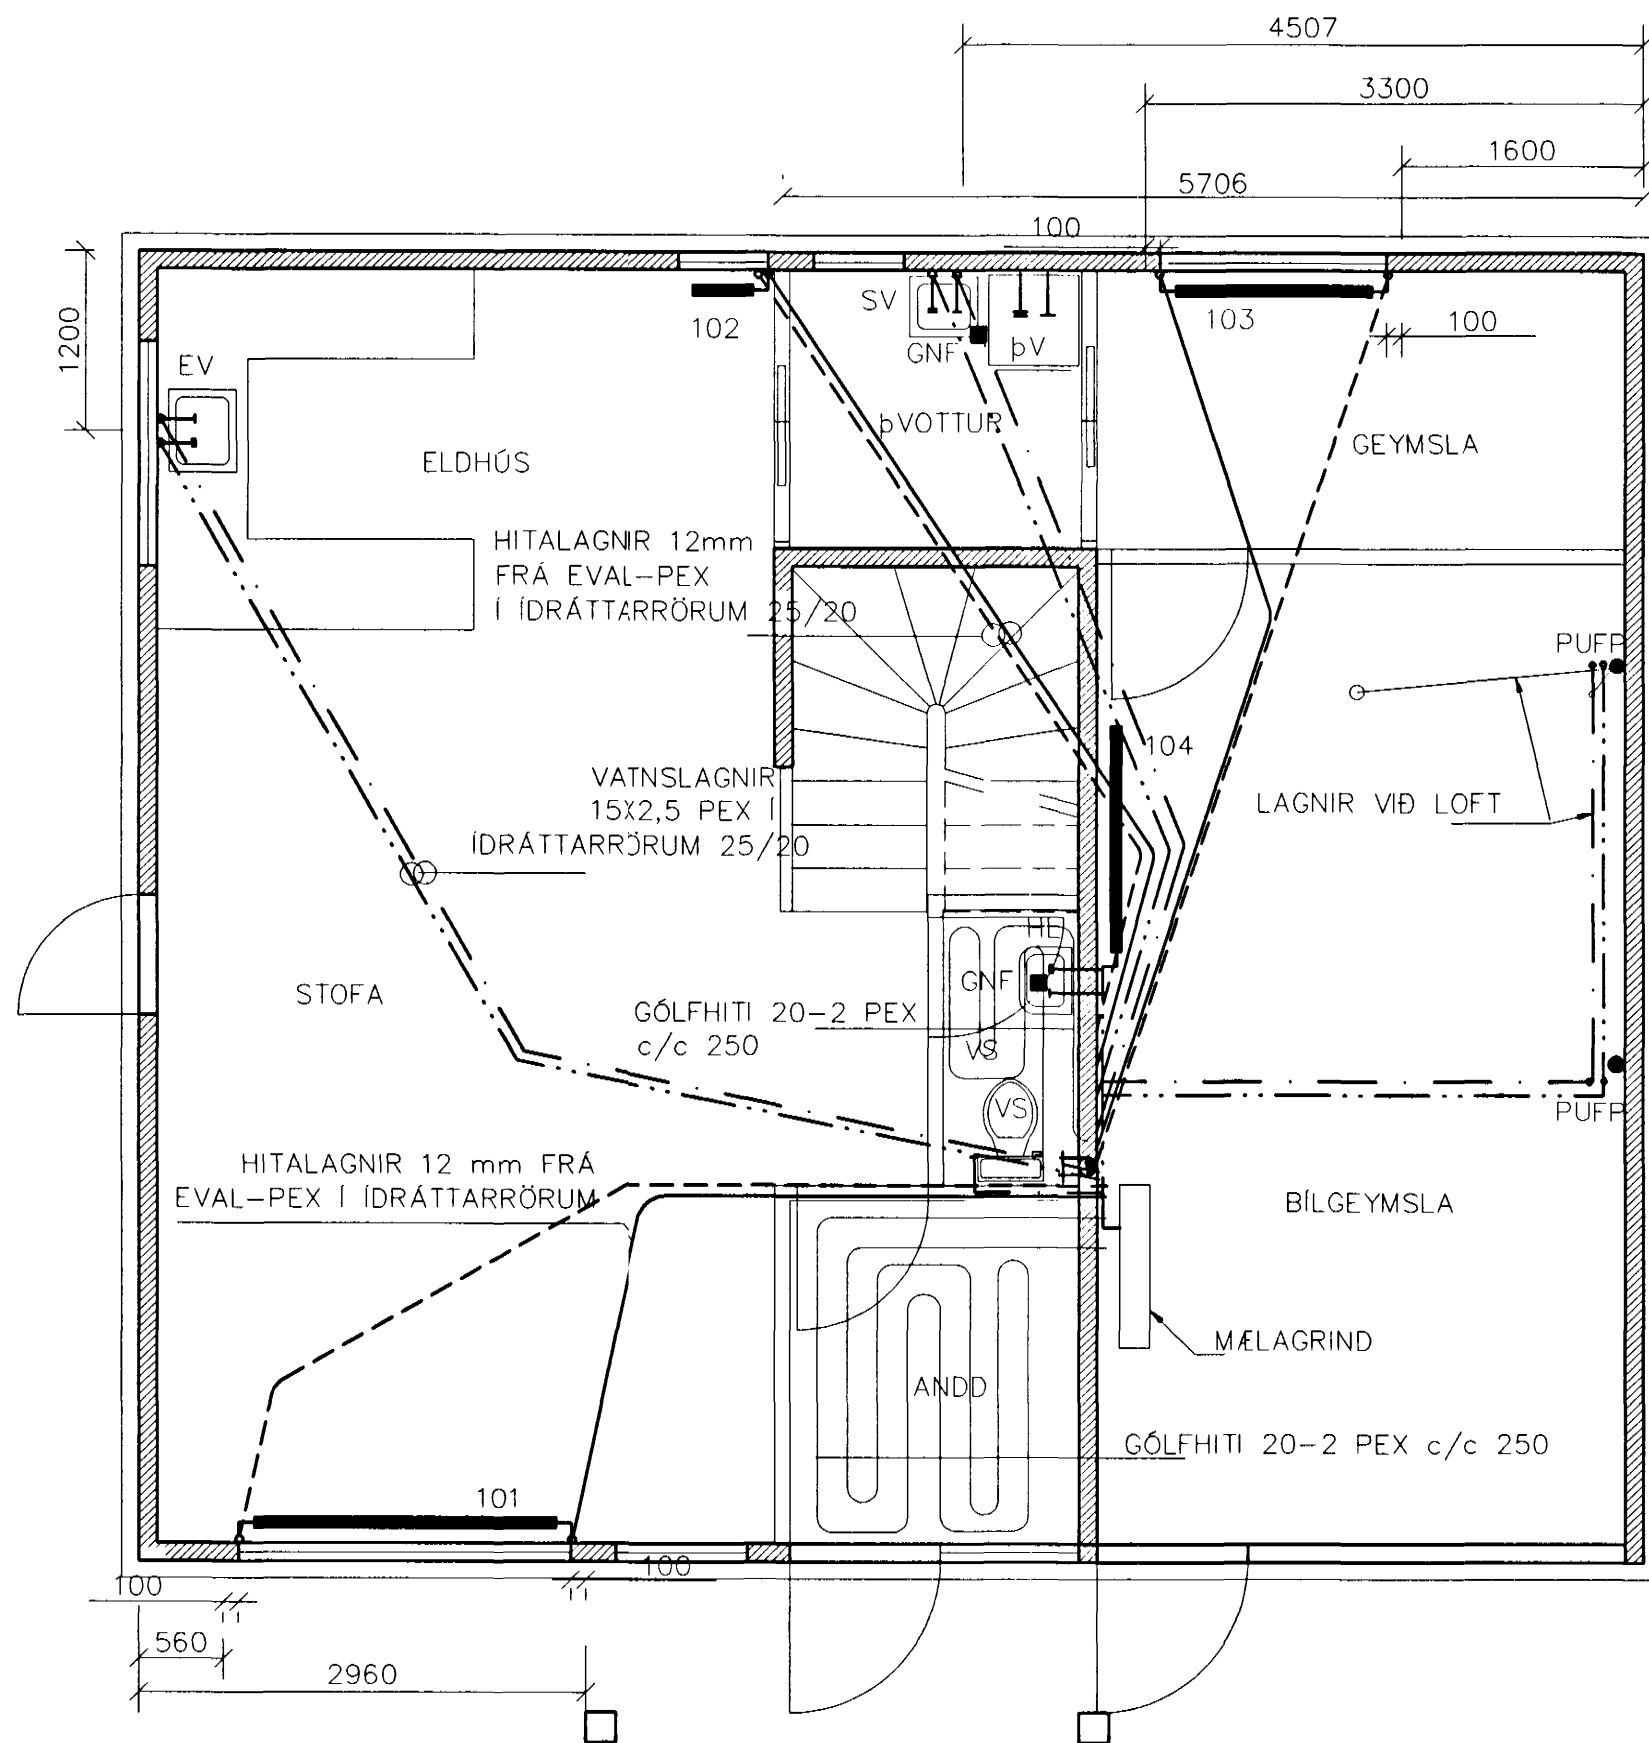 4507
3300
1600
5706
100
1200
SV
102
GNF
þV
103
100
EV
þVOTTUR
GEYMSLA
ELDHÚS
HITALAGNIR 12mm
FRÁ EVAL-PEX
Í ÍDRÁTTARRÖRUM 25/20
PUFP
104
VATNSLAGNIR
15X2,5 PEX Í
ÍDRÁTTARRÖRUM 25/20
LAGNIR VIÐ LOFT
HL
GNF
STOFA
GÓLFHITI 20-2 PEX
c/c 250
VS
VS
PUFP
HITALAGNIR 12 mm FRÁ
EVAL-PEX Í ÍDRÁTTARRÖRUM
BÍLGEYMSLA
MÆLAGRIND
ANDD
GÓLFHITI 20-2 PEX c/c 250
101
100
100
560
2960